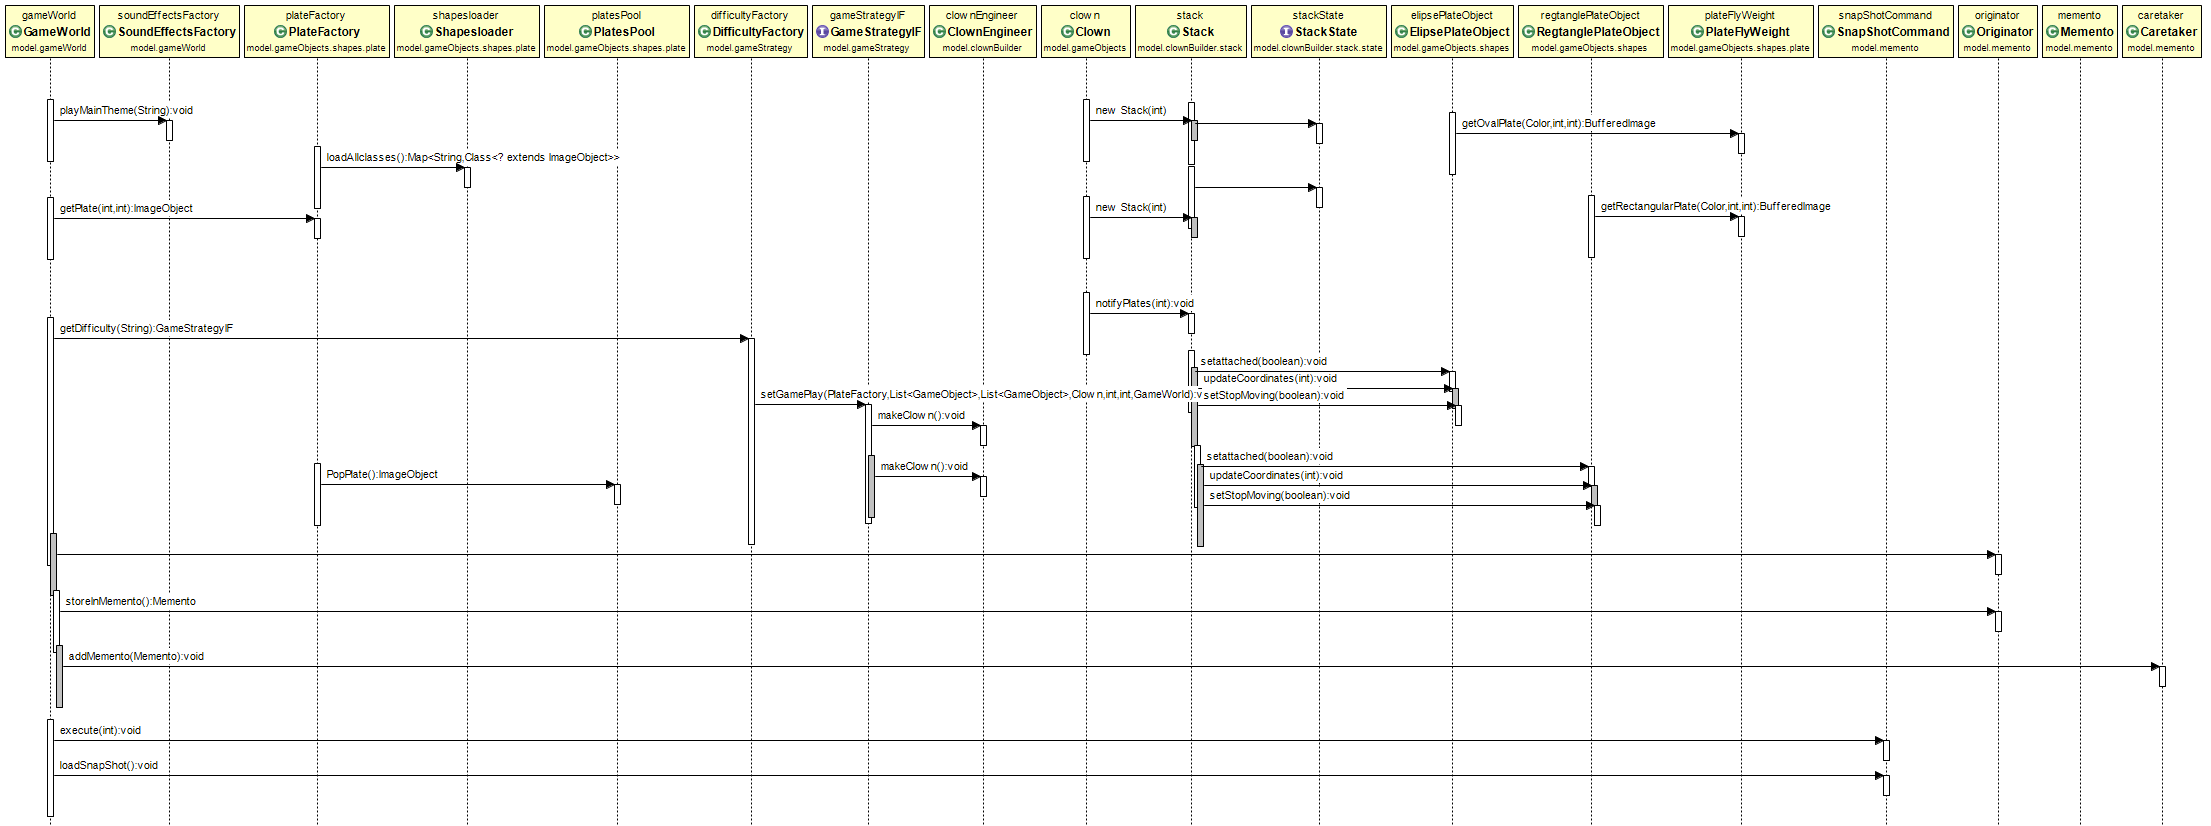 gameWorld
GameWorld
model.gameWorld
soundEffectsFactory
SoundEffectsFactory
model.gameWorld
plateFactory
PlateFactory
model.gameObjects.shapes.plate
shapesloader
Shapesloader
model.gameObjects.shapes.plate
platesPool
PlatesPool
model.gameObjects.shapes.plate
difficultyFactory
DifficultyFactory
model.gameStrategy
gameStrategyIF
GameStrategyIF
model.gameStrategy
clownEngineer
ClownEngineer
model.clownBuilder
clown
Clown
model.gameObjects
stack
Stack
model.clownBuilder.stack
stackState
StackState
model.clownBuilder.stack.state
elipsePlateObject
ElipsePlateObject
model.gameObjects.shapes
regtanglePlateObject
RegtanglePlateObject
model.gameObjects.shapes
plateFlyWeight
PlateFlyWeight
model.gameObjects.shapes.plate
snapShotCommand
SnapShotCommand
model.memento
originator
Originator
model.memento
memento
Memento
model.memento
caretaker
Caretaker
model.memento
playMainTheme(String):void
new Stack(int)
getOvalPlate(Color,int,int):BufferedImage
loadAllclasses():Map<String,Class<? extends ImageObject>>
getPlate(int,int):ImageObject
new Stack(int)
getRectangularPlate(Color,int,int):BufferedImage
notifyPlates(int):void
getDifficulty(String):GameStrategyIF
setattached(boolean):void
updateCoordinates(int):void
setGamePlay(PlateFactory,List<GameObject>,List<GameObject>,Clown,int,int,GameWorld):v
setStopMoving(boolean):void
makeClown():void
setattached(boolean):void
makeClown():void
PopPlate():ImageObject
updateCoordinates(int):void
setStopMoving(boolean):void
storeInMemento():Memento
addMemento(Memento):void
execute(int):void
loadSnapShot():void